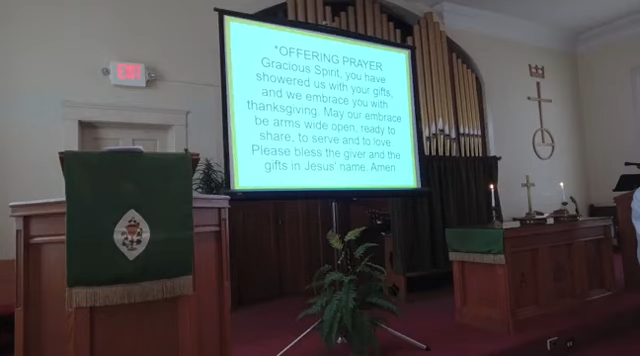 EXIT
*OFFERING PRAYER
Gracious Spirit, you have
showered us with your gifts,
and we embrace you with
thanksgiving. May our embrace
be arms wide open, ready to
share, to serve and to love.
Please bless the giver and the
gifts in Jesus' name. Amen